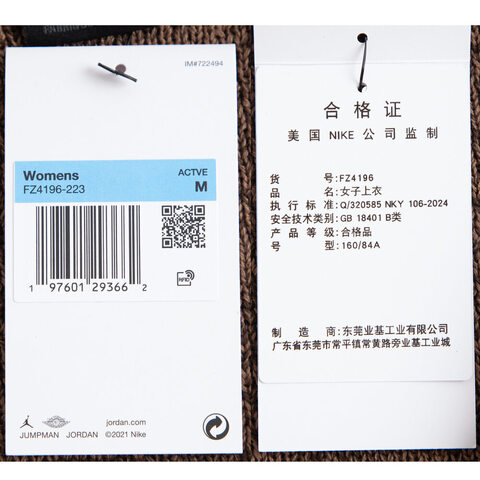 FABRIQU
IM#722494
Womens
FZ4196-223
ACTVE
M
1 97601 29366 2
RFID
JUMPMAN JORDAN
jordan.com
©2021 Nike
合格证
美国 NIKE 公司监制
货 号:FZ4196
品 名:女子上衣
执行标准:Q/320585 NKY 106-2024
安全技术类别:GB 18401 B类
产品等级:合格品
号 型:160/84A
制造商:东莞业基工业有限公司
广东省东莞市常平镇常黄路旁业基工业城